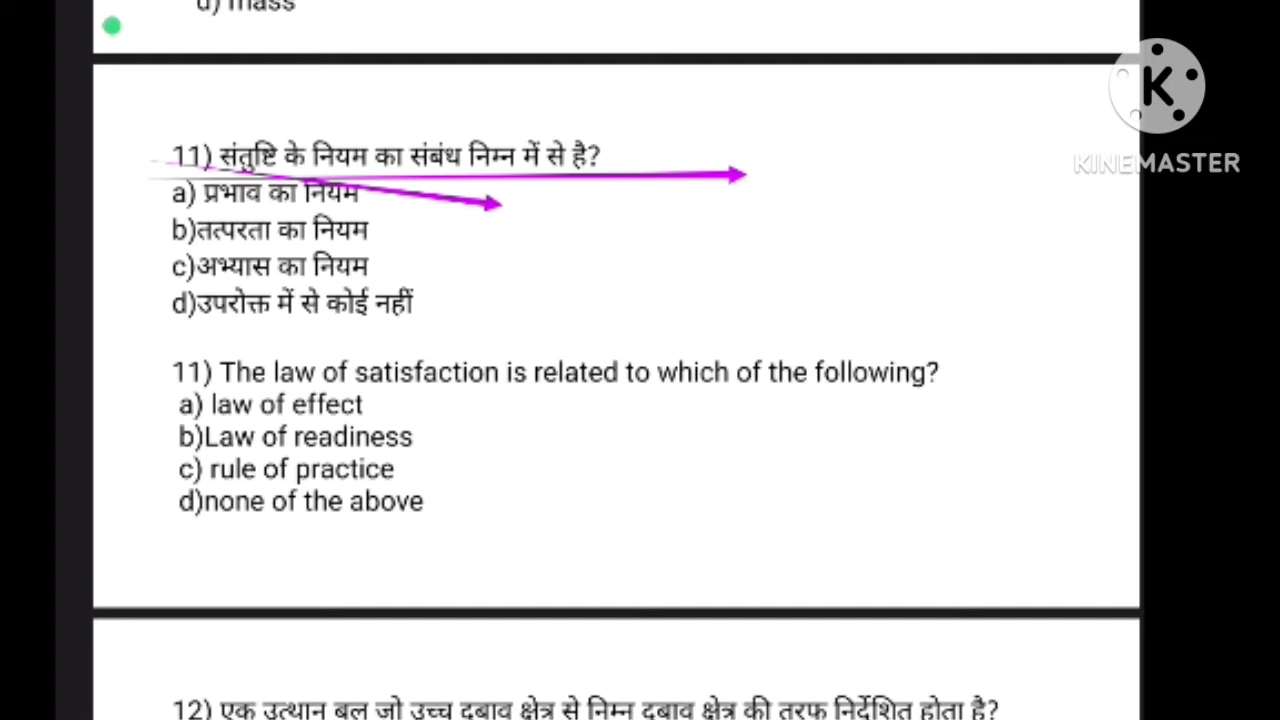 d) mass
K
KINEMASTER
11) संतुष्टि के नियम का संबंध निम्न में से है?
a) प्रभाव का नियम
b)तत्परता का नियम
c)अभ्यास का नियम
d)उपरोक्त में से कोई नहीं
11) The law of satisfaction is related to which of the following?
a) law of effect
b)Law of readiness
c) rule of practice
d)none of the above
12) एक उत्थान बल जो उच्च दबाव क्षेत्र से निम्न दबाव क्षेत्र की तरफ निर्देशित होता है?